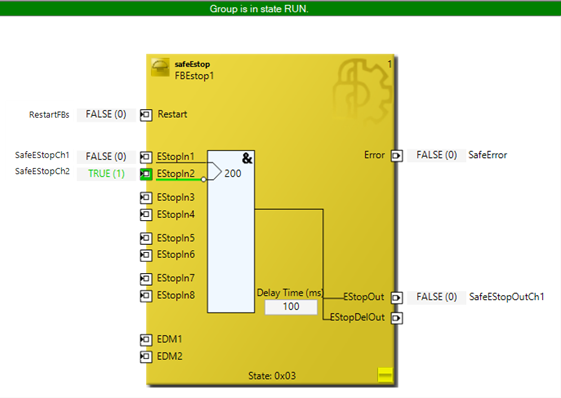 Group is in state RUN.
safeEstop 1
FBEstop1
RestartFBs FALSE (0) Restart
SafeEStopCh1 FALSE (0) EStopIn1 & Error FALSE (0) SafeError
SafeEStopCh2 TRUE (1) EStopIn2 200
EStopIn3
EStopIn4
EStopIn5
EStopIn6
EStopIn7
EStopIn8
Delay Time (ms)
100
EStopOut FALSE (0) SafeEStopOutCh1
EStopDelOut
EDM1
EDM2
State: 0x03